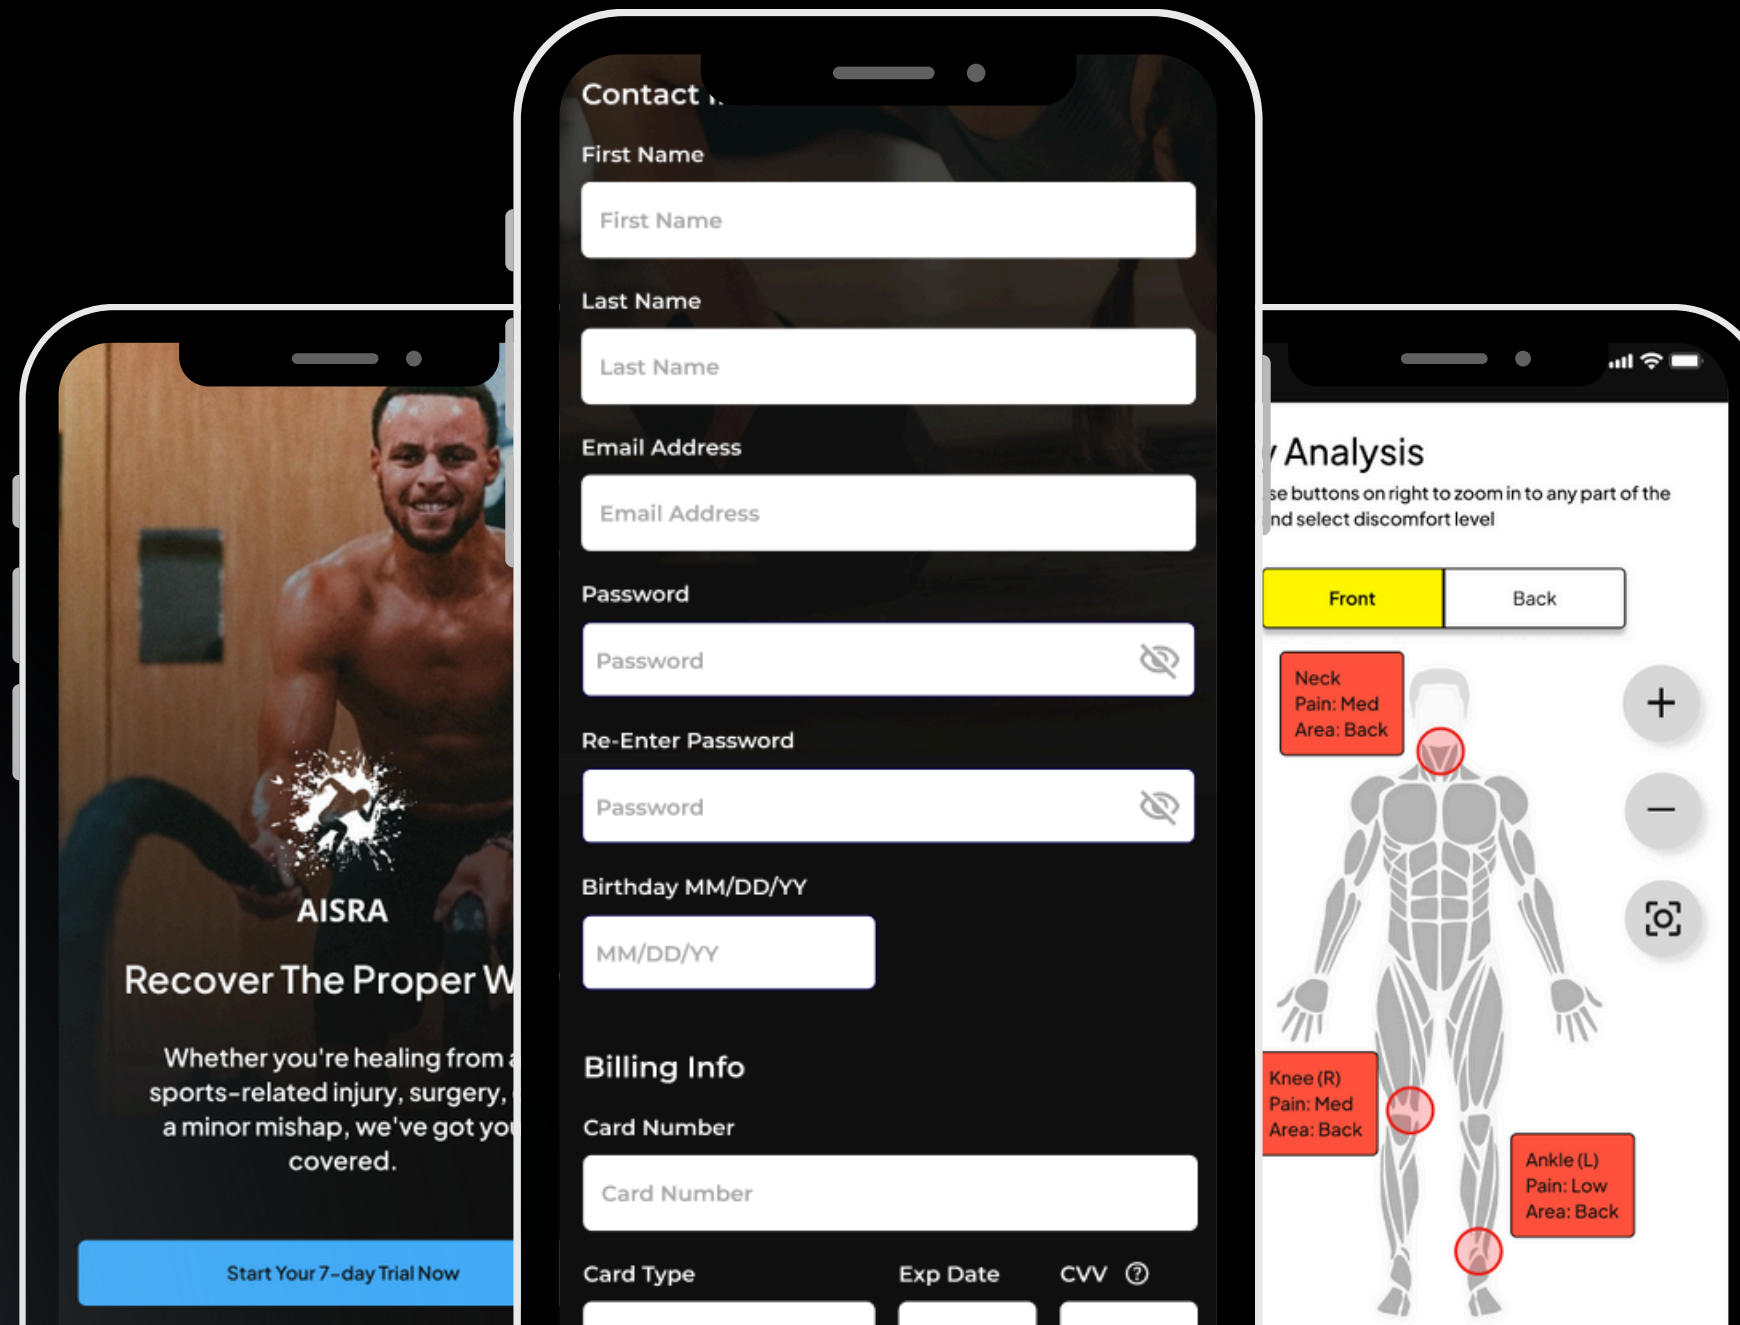 AISRA
Recover The Proper
Whether you're healing from
sports-related injury, surgery,
a minor mishap, we've got
covered.
Start Your 7-day Trial Now
Contact
First Name
First Name
Last Name
Last Name
Email Address
Email Address
Password
Password
Re-Enter Password
Password
Birthday MM/DD/YY
MM/DD/YY
Billing Info
Card Number
Card Number
Card Type
Exp Date
CVV
Analysis
buttons on right to zoom in to any part of the
select discomfort level
Front
Back
Neck
Pain: Med
Area: Back
Knee (R)
Pain: Med
Area: Back
Ankle (L)
Pain: Low
Area: Back